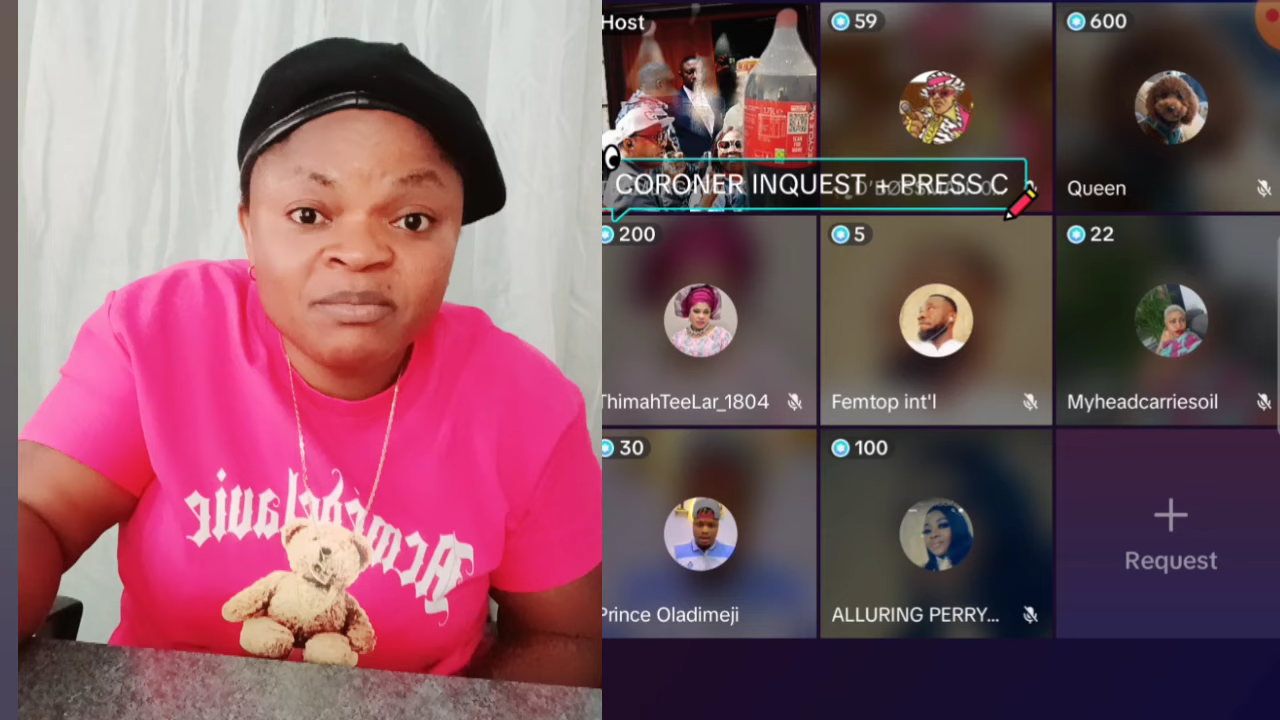 Host
59
600
CORONER INQUEST + PRESS C
Queen
200
5
22
ThimahTeeLar_1804
Femtop int'l
Myheadcarriesoil
30
100
Request
Prince Oladimeji
ALLURING PERRY...